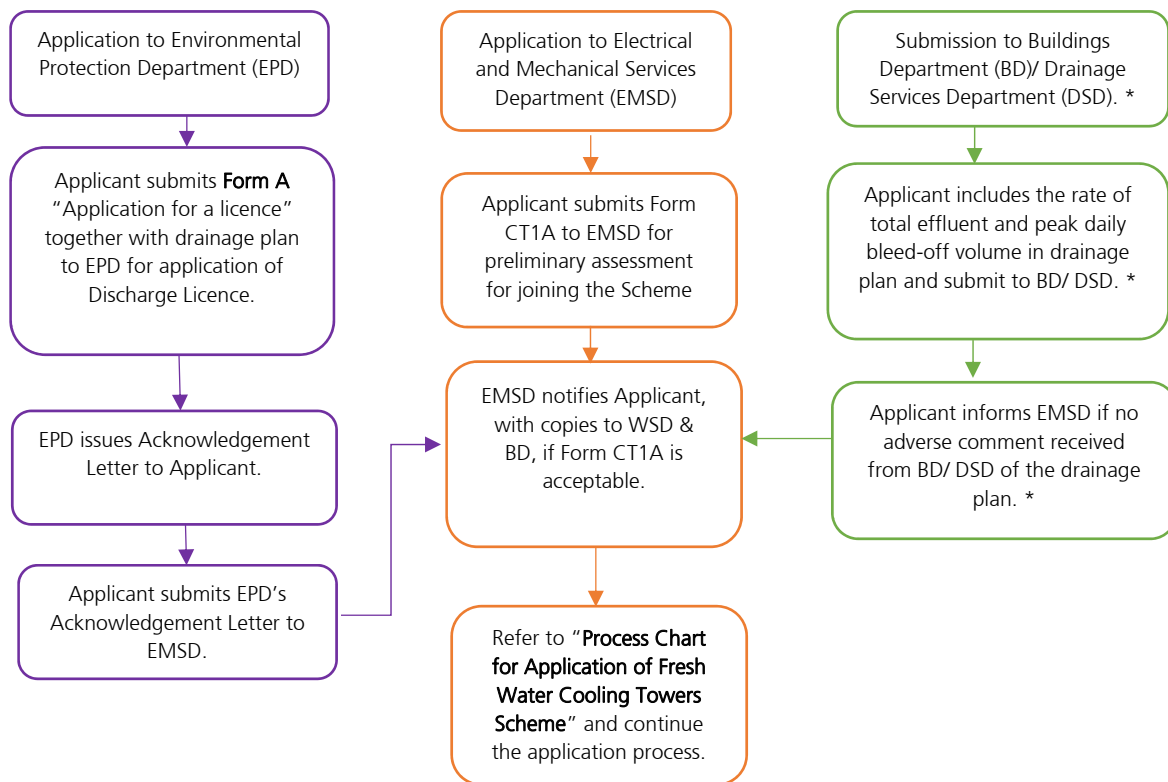 Application to Environmental
Protection Department (EPD)
Applicant submits Form A
“Application for a licence”
together with drainage plan
to EPD for application of
Discharge Licence.
EPD issues Acknowledgement
Letter to Applicant.
Applicant submits EPD’s
Acknowledgement Letter to
EMSD.
Application to Electrical
and Mechanical Services
Department (EMSD)
Applicant submits Form
CT1A to EMSD for
preliminary assessment
for joining the Scheme
EMSD notifies Applicant,
with copies to WSD &
BD, if Form CT1A is
acceptable.
Refer to “Process Chart
for Application of Fresh
Water Cooling Towers
Scheme” and continue
the application process.
Submission to Buildings
Department (BD)/ Drainage
Services Department (DSD). *
Applicant includes the rate of
total effluent and peak daily
bleed-off volume in drainage
plan and submit to BD/ DSD. *
Applicant informs EMSD if no
adverse comment received
from BD/ DSD of the drainage
plan. *